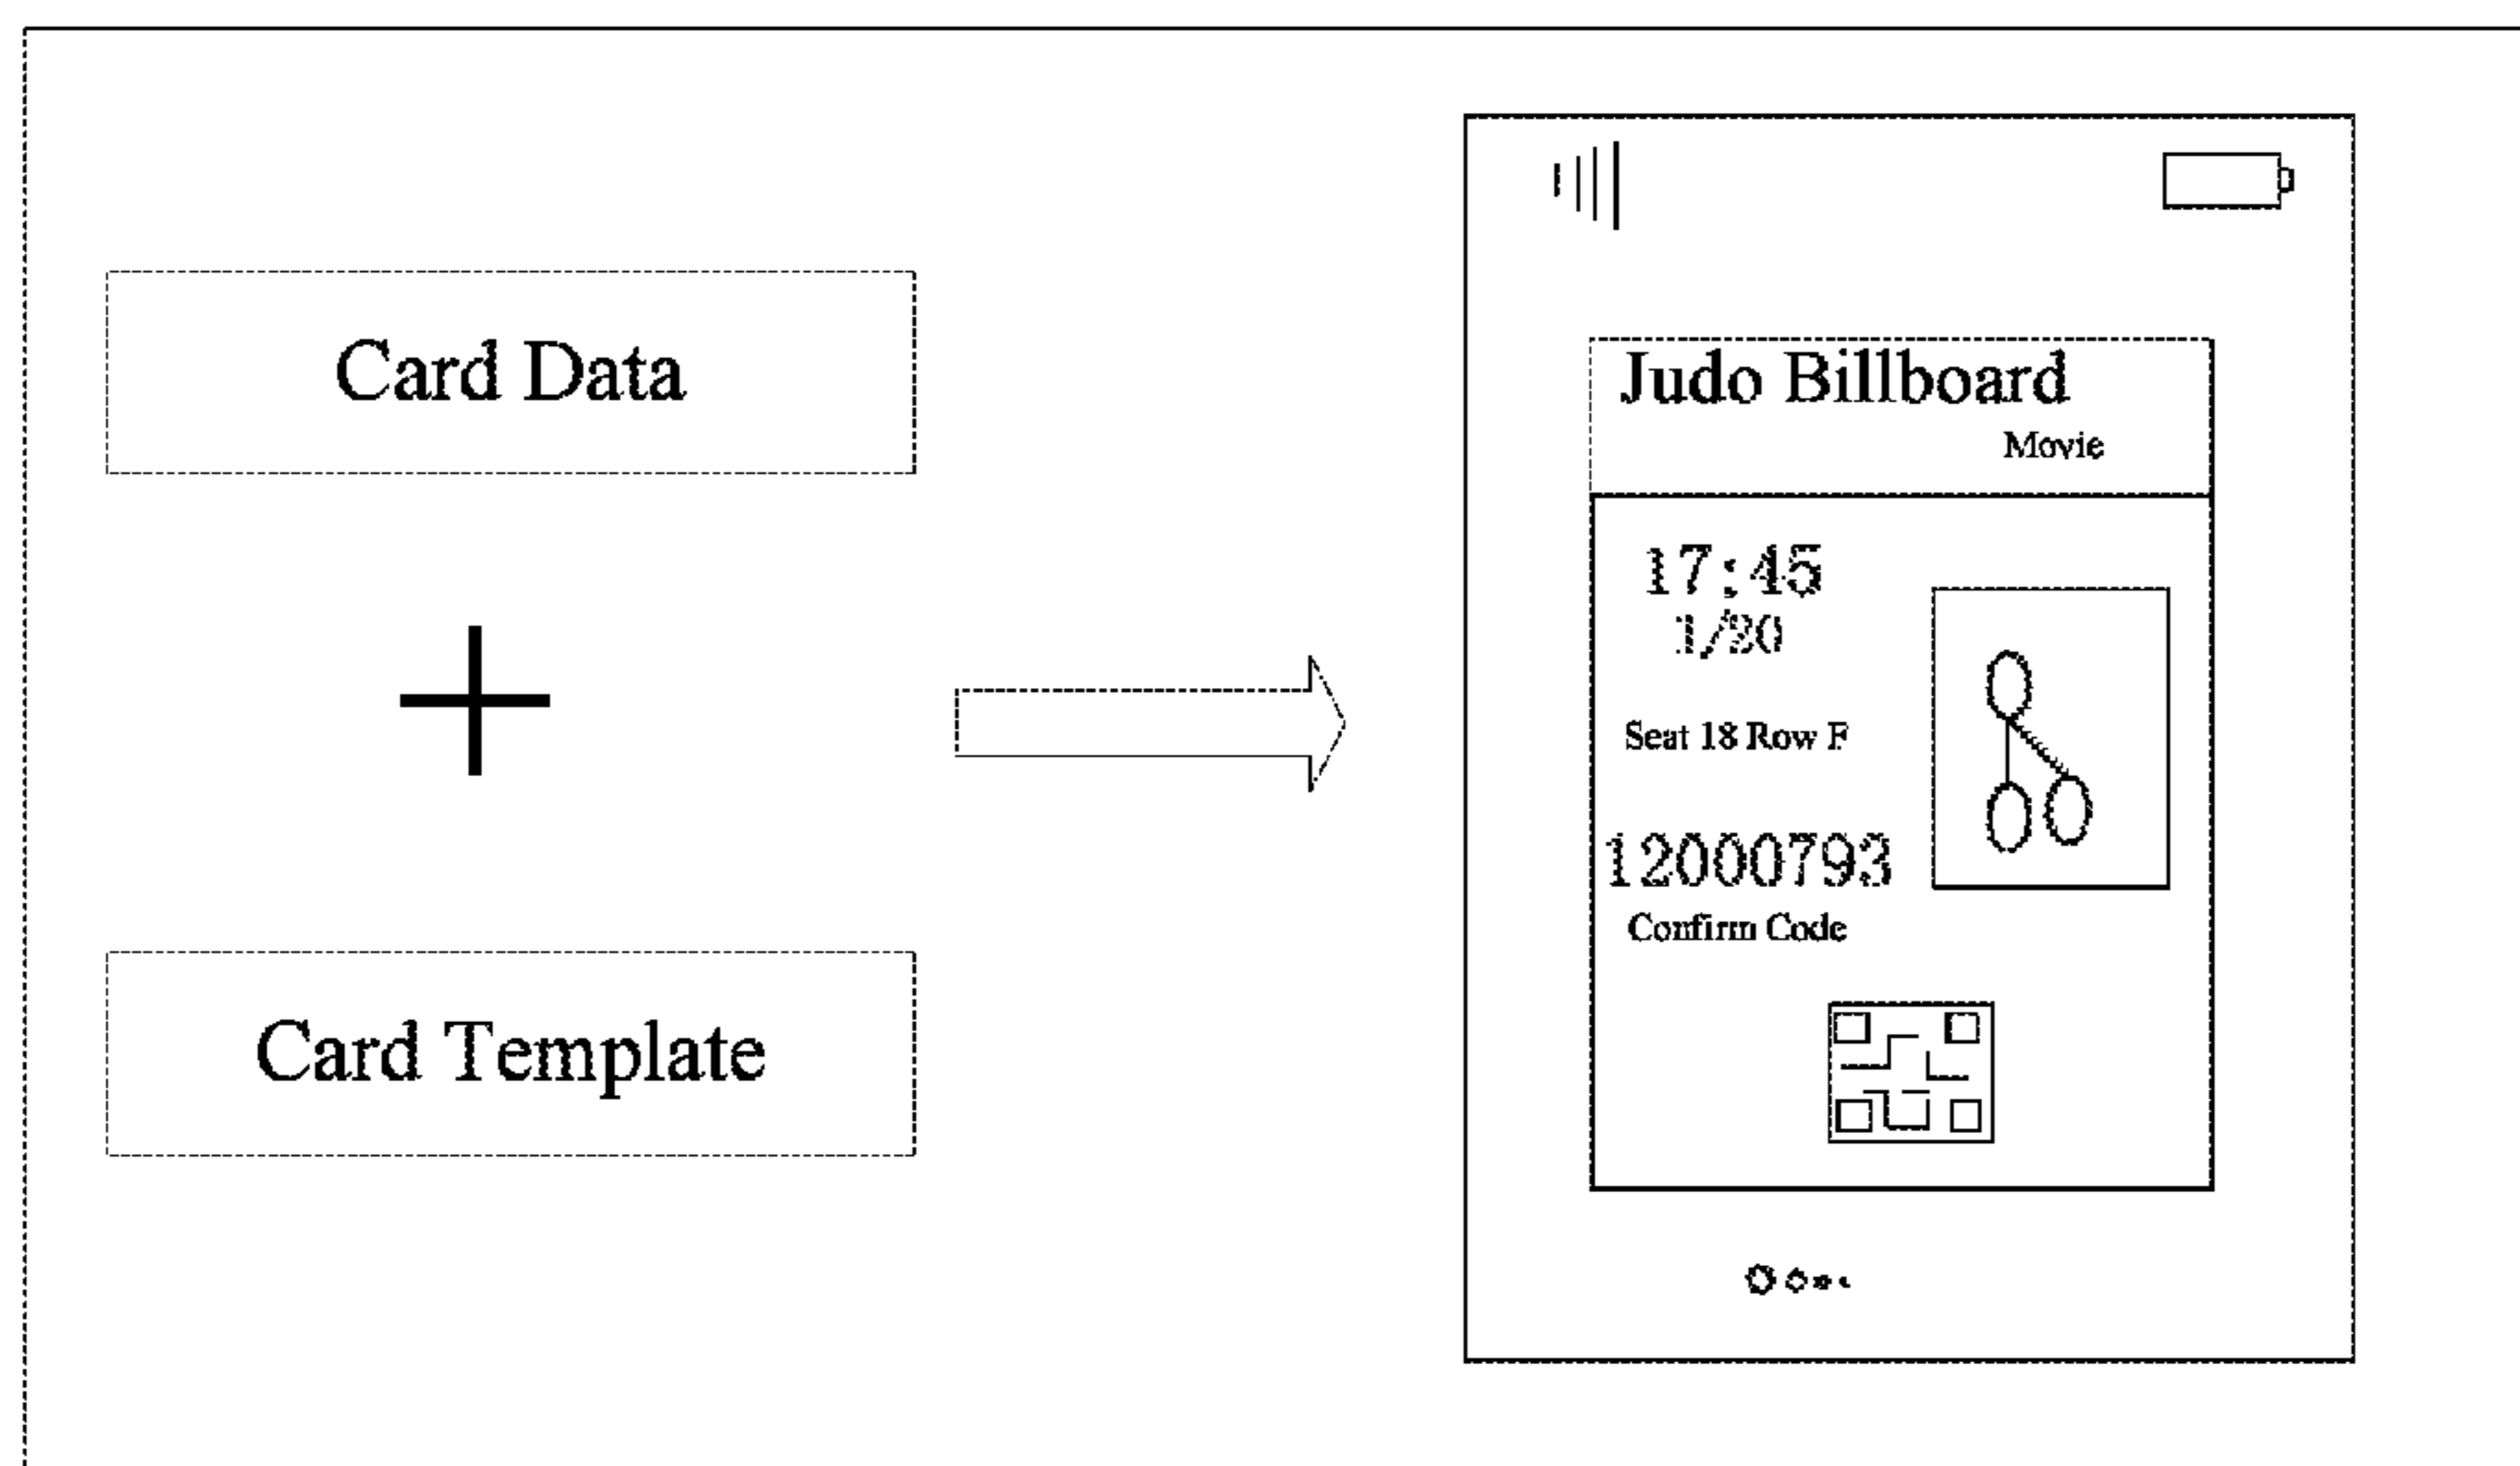 Card Data
Card Template
Judo Billboard
Movie
17:45
1/20
Seat 18 Row F
12000793
Confirm Code